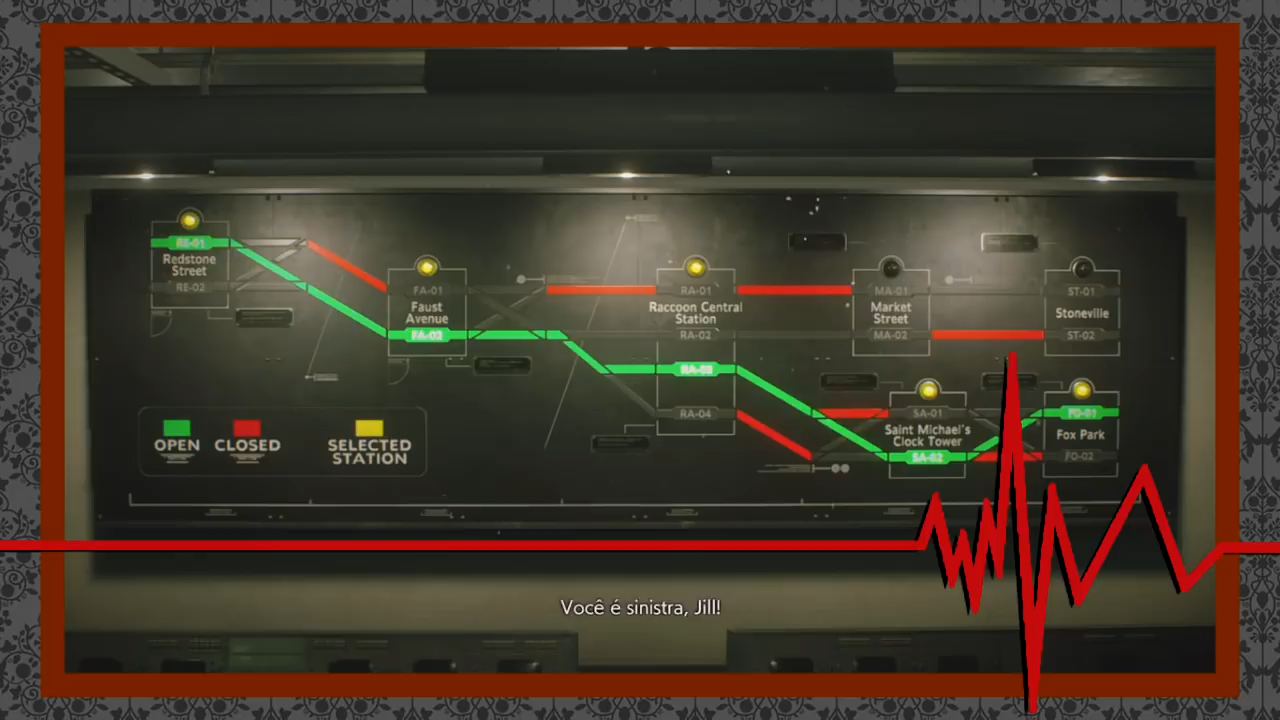 RE-01
Redstone
Street
RE-02
FA-01
Faust
Avenue
FA-02
RA-01
Raccoon Central
Station
RA-02
RA-03
RA-04
MA-01
Market
Street
MA-02
ST-01
Stoneville
ST-02
SA-01
Saint Michael's
Clock Tower
SA-02
FO-01
Fox Park
FO-02
OPEN
CLOSED
SELECTED
STATION
Você é sinistra, Jill!